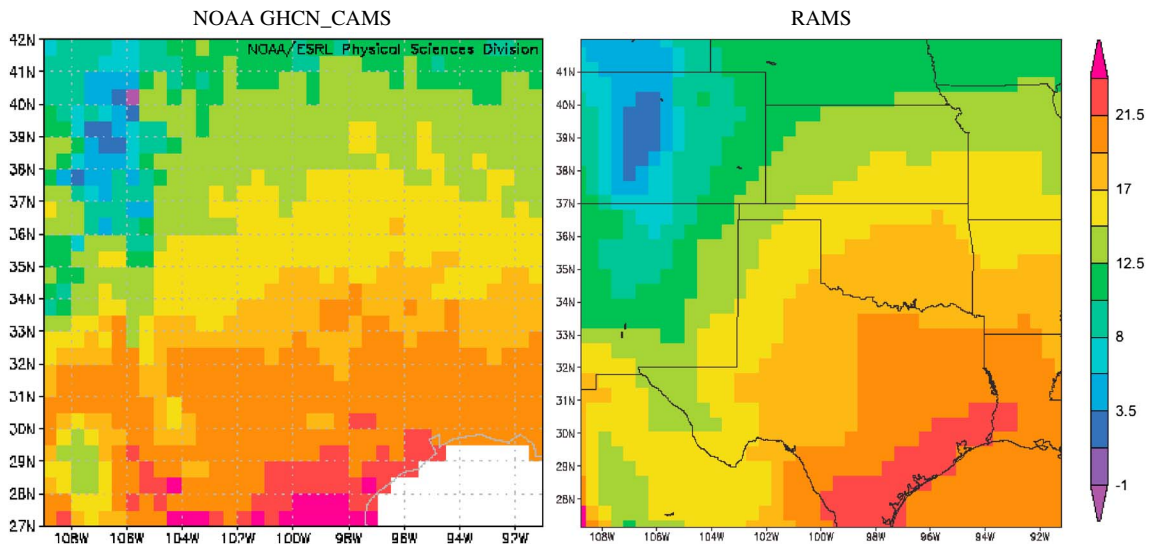 NOAA GHCN_CAMS
RAMS
NOAA/ESRL Physical Sciences Division
42N
41N
40N
39N
38N
37N
36N
35N
34N
33N
32N
31N
30N
29N
28N
27N
108W 106W 104W 102W 100W 98W 96W 94W 92W
41N
40N
39N
38N
37N
36N
35N
34N
33N
32N
31N
30N
29N
28N
108W 106W 104W 102W 100W 98W 96W 94W 92W
21.5
17
12.5
8
3.5
-1